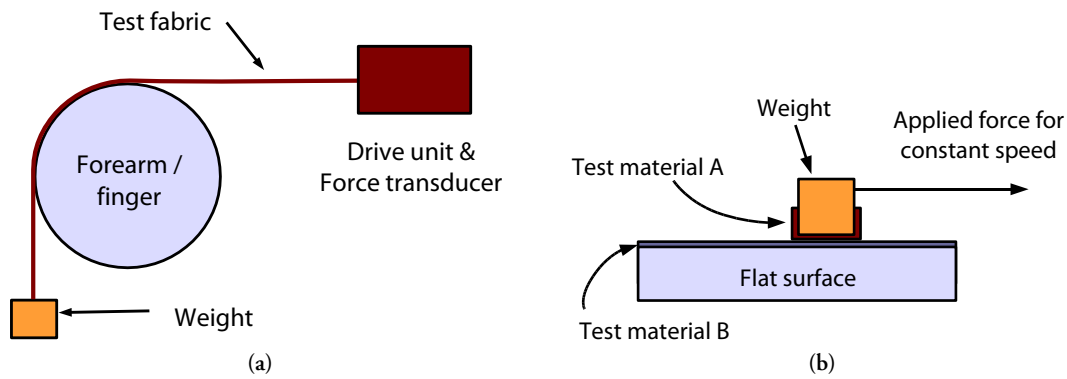 Test fabric
Forearm /
finger
Drive unit &
Force transducer
Weight
(a)
Weight
Applied force for
constant speed
Test material A
Flat surface
Test material B
(b)